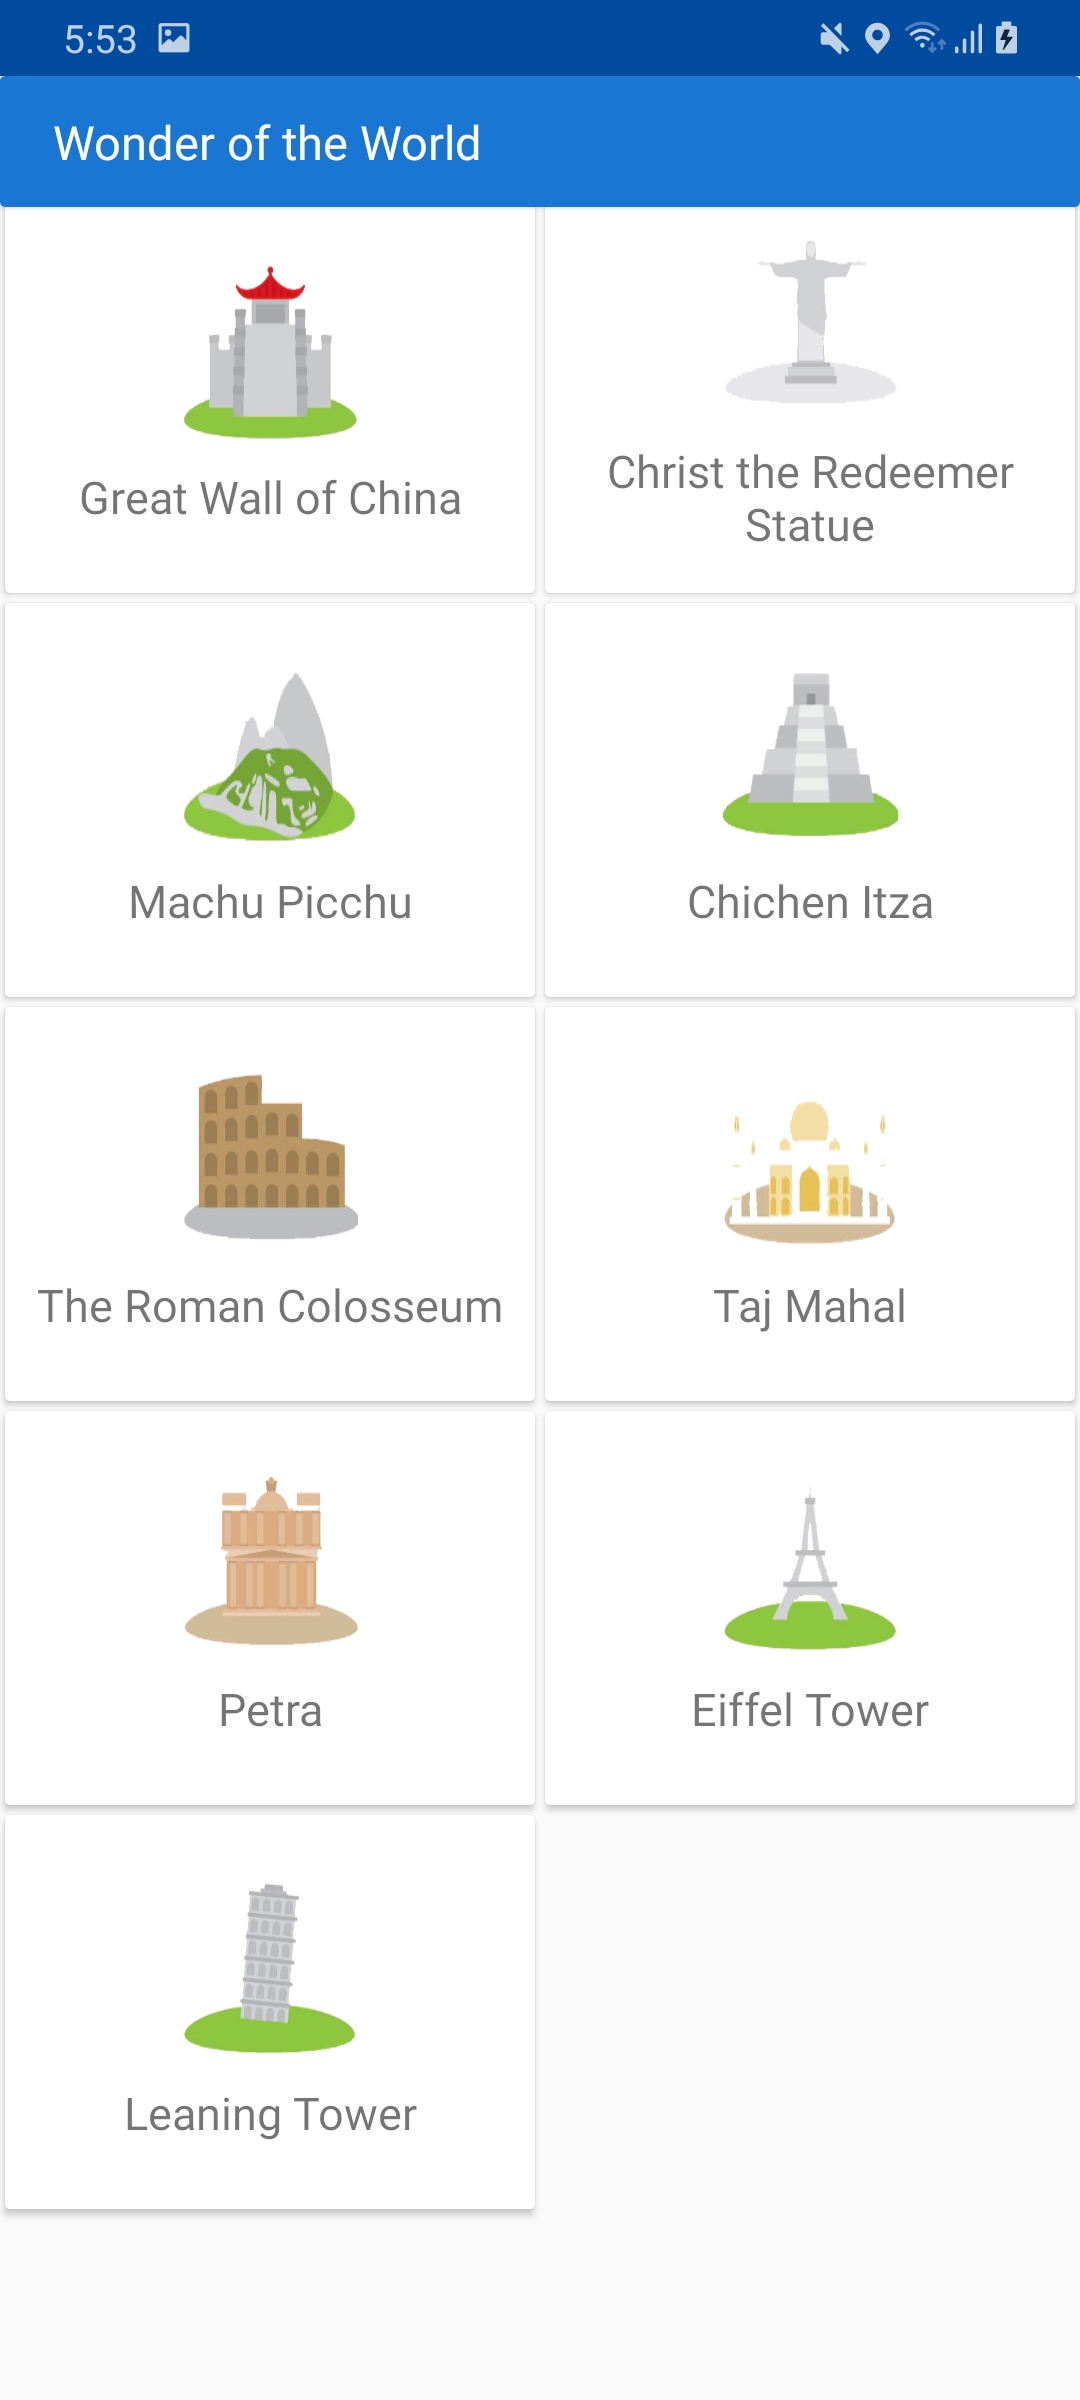 5:53
Wonder of the World
Great Wall of China
Christ the Redeemer
Statue
Machu Picchu
Chichen Itza
The Roman Colosseum
Taj Mahal
Petra
Eiffel Tower
Leaning Tower